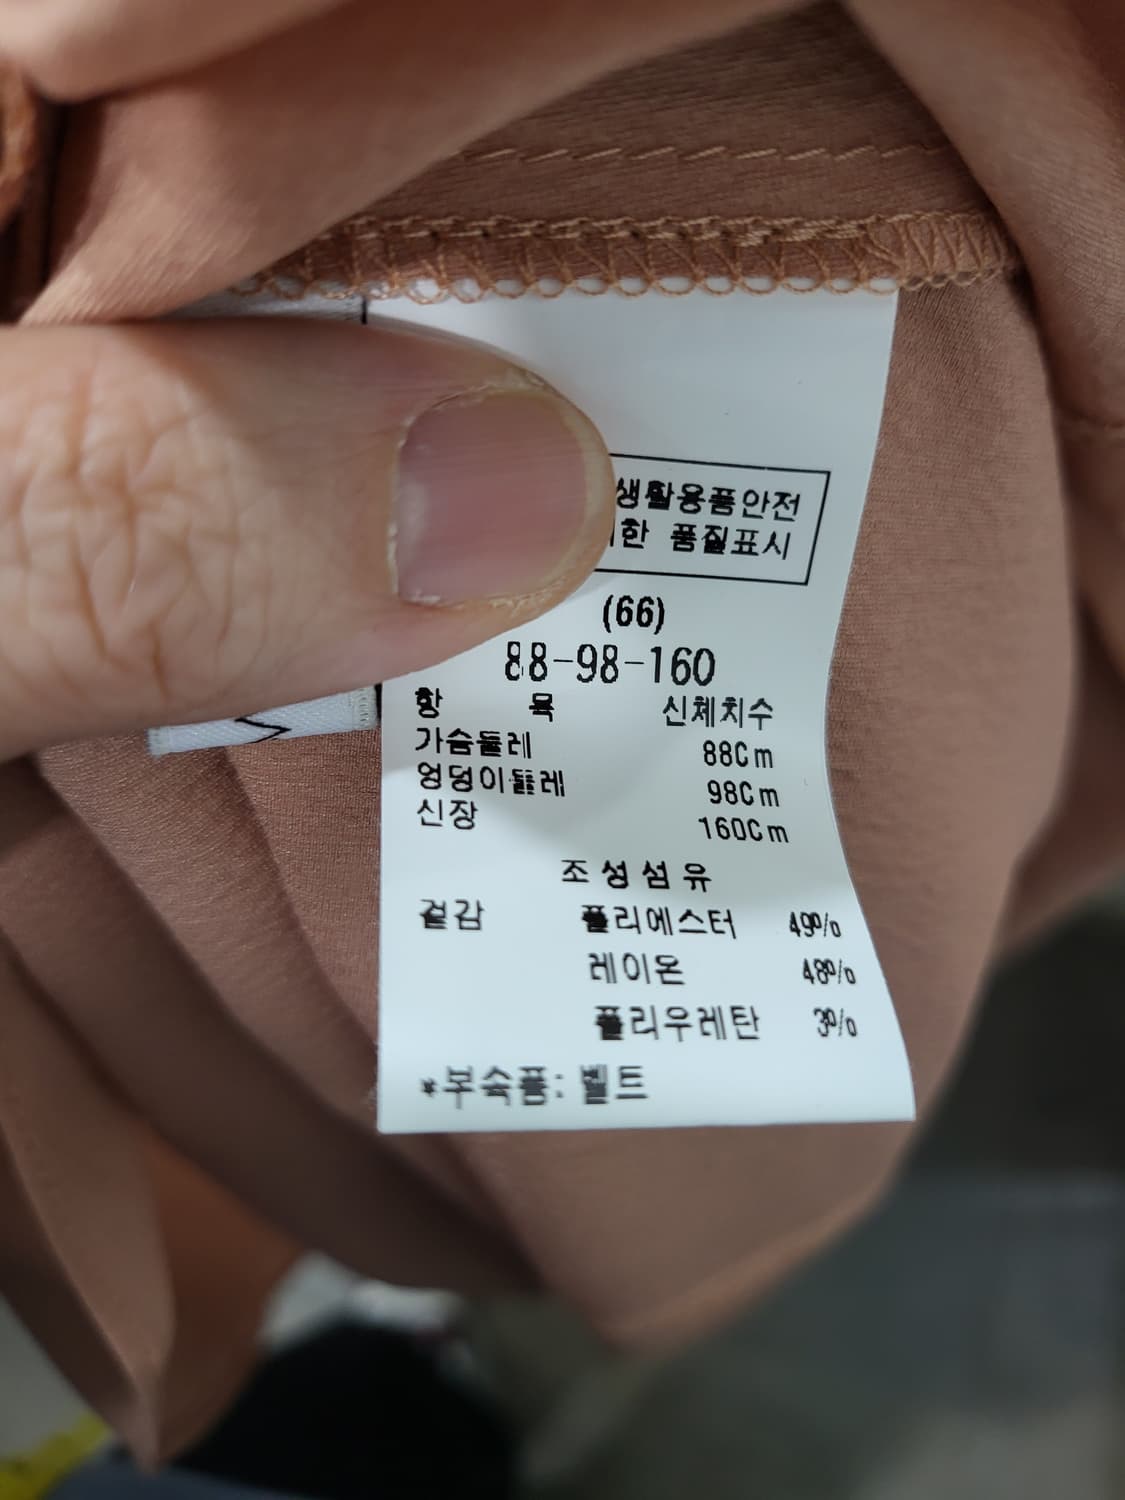 생활용품안전
한 품질표시
(66)
88-98-160
항 목 신체치수
가슴둘레 88Cm
엉덩이둘레 98Cm
신장 160Cm
조성섬유
겉감 폴리에스터 49%
레이온 48%
폴리우레탄 3%
*부속품: 벨트